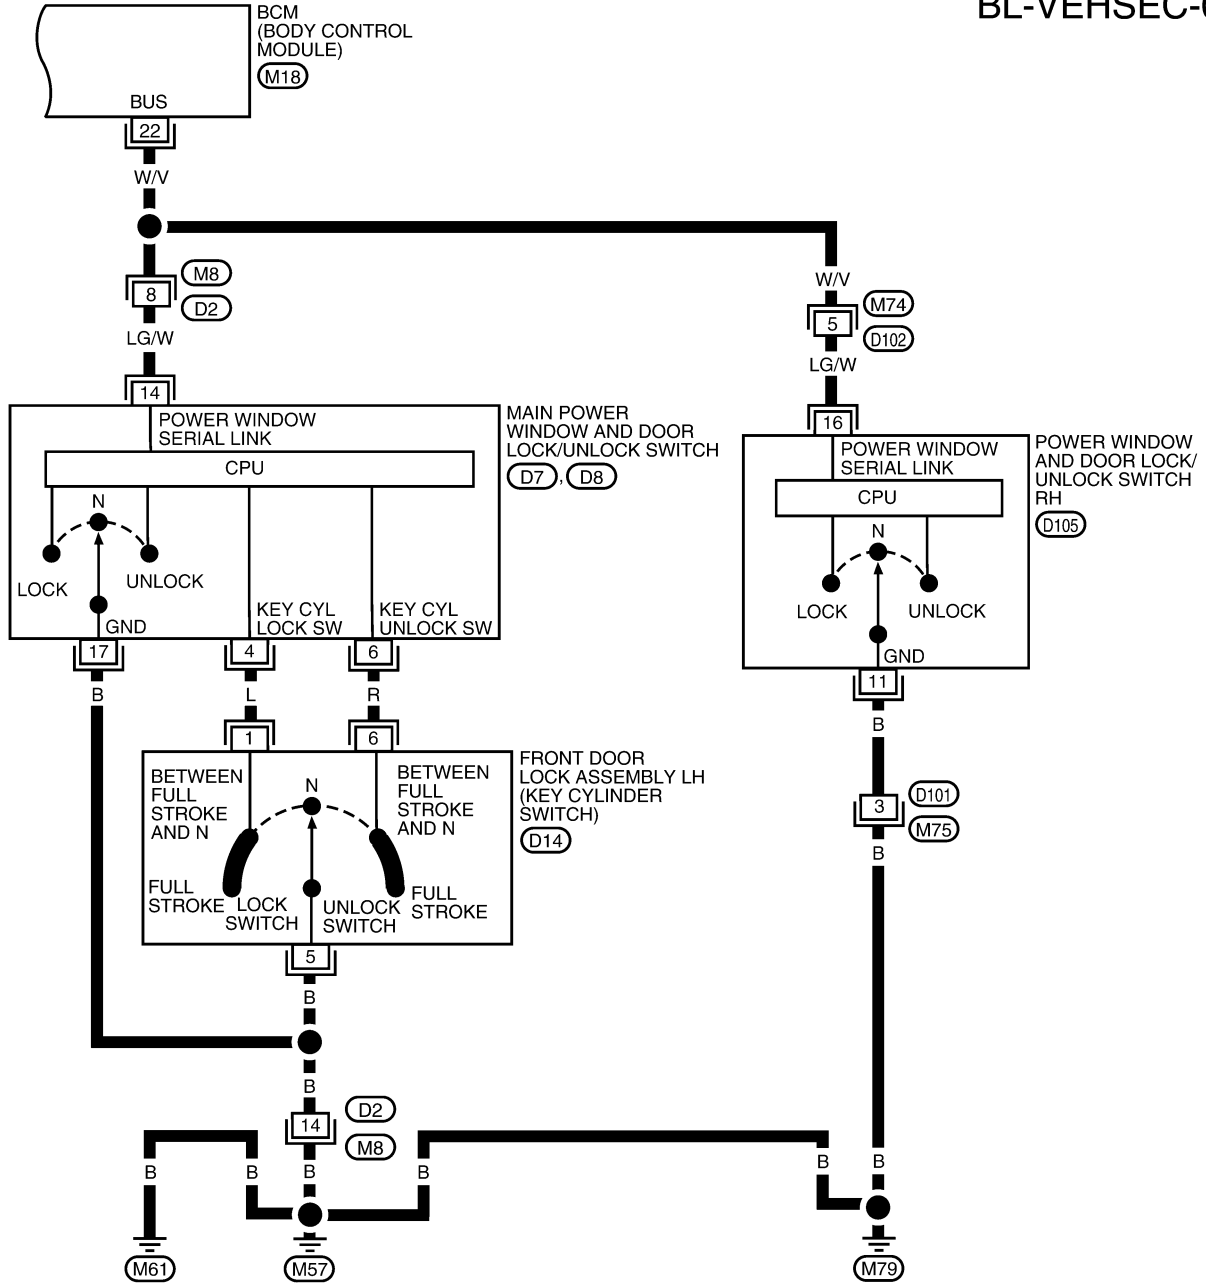 BL-VEHSEC-
BCM
(BODY CONTROL
MODULE)
M18
BUS
22
W/V
8
M8
D2
LG/W
14
W/V
5
M74
D102
LG/W
16
POWER WINDOW
SERIAL LINK
CPU
N
LOCK
UNLOCK
GND
KEY CYL
LOCK SW
KEY CYL
UNLOCK SW
MAIN POWER
WINDOW AND DOOR
LOCK/UNLOCK SWITCH
D7 , D8
POWER WINDOW
SERIAL LINK
CPU
N
LOCK
UNLOCK
GND
POWER WINDOW
AND DOOR LOCK/
UNLOCK SWITCH
RH
D105
17
4
6
11
B
L
R
B
1
6
BETWEEN
FULL
STROKE
AND N
N
BETWEEN
FULL
STROKE
AND N
FULL
STROKE
LOCK
SWITCH
UNLOCK
SWITCH
FULL
STROKE
FRONT DOOR
LOCK ASSEMBLY LH
(KEY CYLINDER
SWITCH)
D14
3
D101
M75
B
5
B
B
14
D2
M8
B
B
B
B
B
B
M61
M57
M79